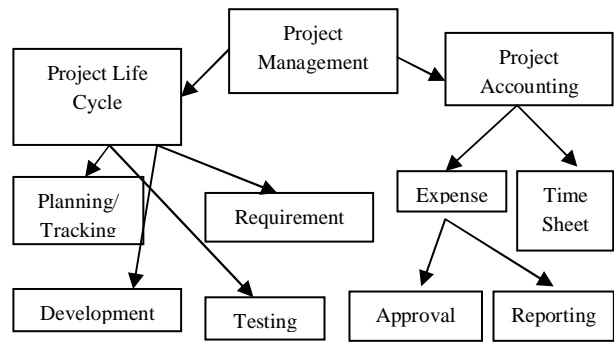 Project
Management
Project Life
Cycle
Project
Accounting
Planning/
Tracking
Requirement
Expense
Time
Sheet
Development
Testing
Approval
Reporting